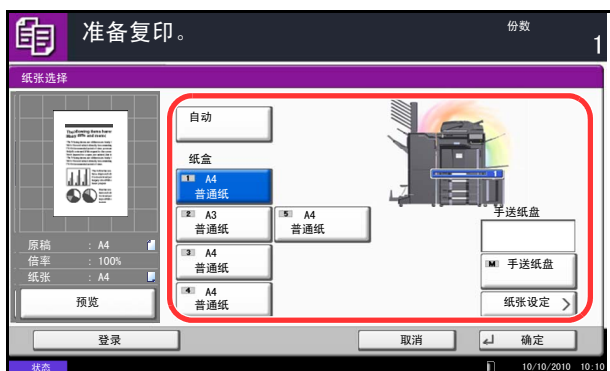 准备复印。
份数
1
纸张选择
自动
纸盒
1 A4
普通纸
2 A3
普通纸
5 A4
普通纸
3 A4
普通纸
4 A4
普通纸
1
手送纸盘
M 手送纸盘
纸张设定
原稿 : A4
倍率 : 100%
纸张 : A4
预览
登录
取消
确定
状态
10/10/2010 10:10